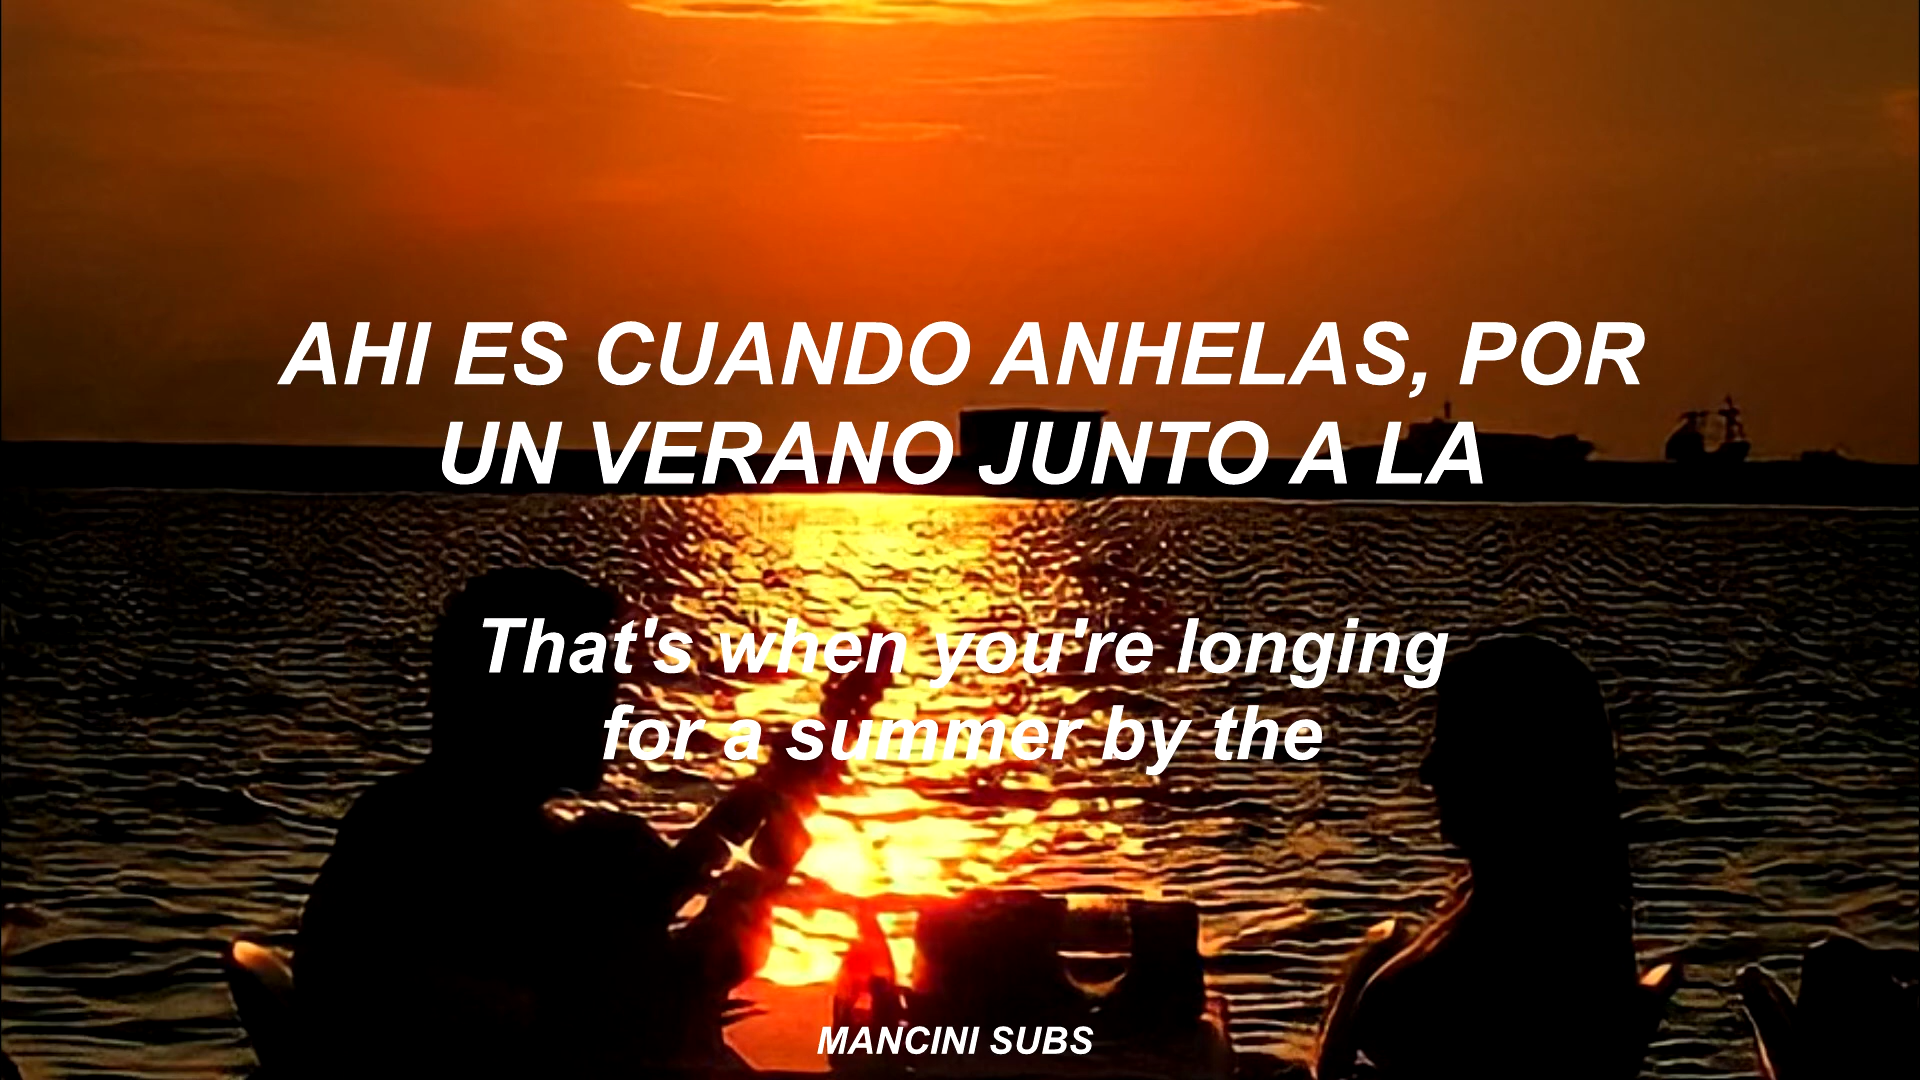 AHI ES CUANDO ANHELAS, POR
UN VERANO JUNTO A LA
That's when you're longing
for a summer by the
MANCINI SUBS